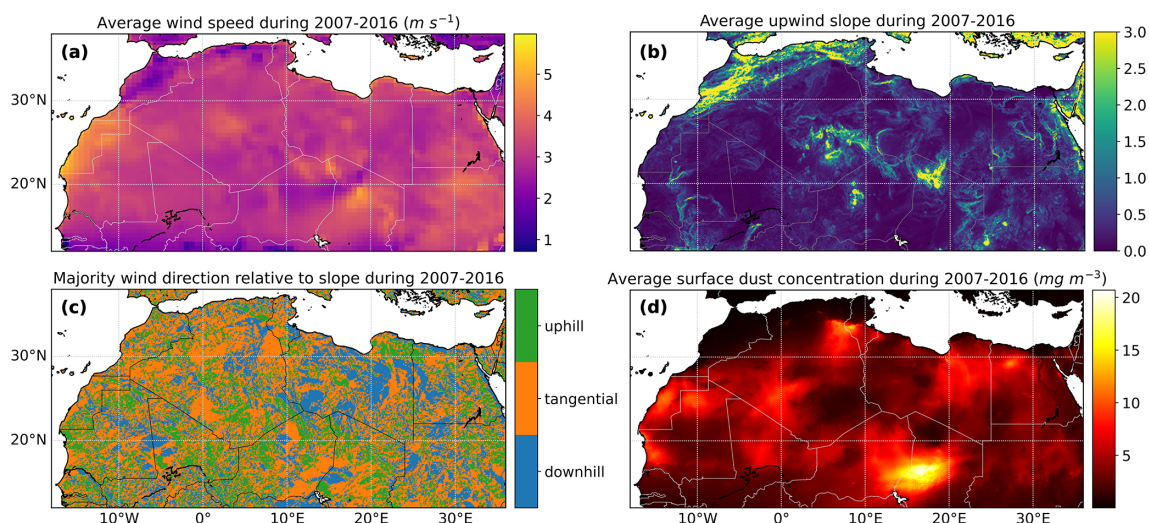 Average wind speed during 2007-2016 (m s⁻¹)
(a)
30°N
20°N
5
4
3
2
1
Average upwind slope during 2007-2016
(b)
3.0
2.5
2.0
1.5
1.0
0.5
0.0
Majority wind direction relative to slope during 2007-2016
(c)
30°N
20°N
10°W 0° 10°E 20°E 30°E
uphill
tangential
downhill
Average surface dust concentration during 2007-2016 (mg m⁻³)
(d)
10°W 0° 10°E 20°E 30°E
20
15
10
5